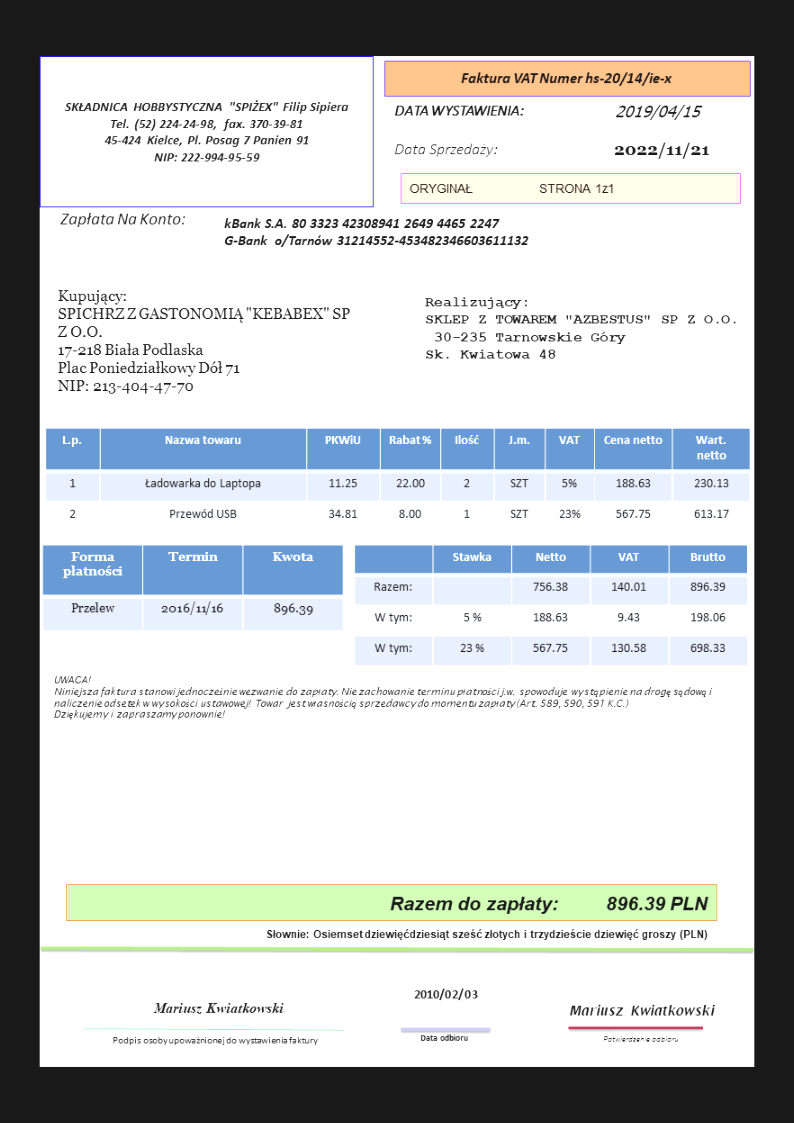 SKŁADNICA HOBBYSTYCZNA "SPIŻEX" Filip Sipiera
Tel. (52) 224-24-98, fax. 370-39-81
45-424 Kielce, Pl. Posag 7 Panien 91
NIP: 222-994-95-59
Faktura VAT Numer hs-20/14/ie-x
DATA WYSTAWIENIA: 2019/04/15
Data Sprzedaży: 2022/11/21
ORYGINAŁ STRONA 1z1
Zapłata Na Konto:
kBank S.A. 80 3323 42308941 2649 4465 2247
G-Bank o/Tarnów 31214552-453482346603611132
Kupujący:
SPICHRZ Z GASTONOMIĄ "KEBABEX" SP
Z O.O.
17-218 Biała Podlaska
Plac Poniedziałkowy Dół 71
NIP: 213-404-47-70
Realizujący:
SKLEP Z TOWAREM "AZBESTUS" SP Z O.O.
30-235 Tarnowskie Góry
Sk. Kwiatowa 48
L.p. Nazwa towaru PKWiU Rabat % Ilość J.m. VAT Cena netto Wart. netto
1 Ładowarka do Laptopa 11.25 22.00 2 SZT 5% 188.63 230.13
2 Przewód USB 34.81 8.00 1 SZT 23% 567.75 613.17
Forma płatności Termin Kwota
Przelew 2016/11/16 896.39
Stawka Netto VAT Brutto
Razem: 756.38 140.01 896.39
W tym: 5 % 188.63 9.43 198.06
W tym: 23 % 567.75 130.58 698.33
UWAGA!
Niniejsza faktura stanowi jednocześnie wezwanie do zapłaty. Nie zachowanie terminu płatności j.w. spowoduje wystąpienie na drogę sądową i
naliczenie odsetek w wysokości ustawowej! Towar jest własnością sprzedawcy do momentu zapłaty (Art. 589, 590, 591 K.C.)
Dziękujemy i zapraszamy ponownie!
Razem do zapłaty: 896.39 PLN
Słownie: Osiemset dziewięćdziesiąt sześć złotych i trzydzieście dziewięć groszy (PLN)
Mariusz Kwiatkowski
Podpis osoby upoważnionej do wystawienia faktury
2010/02/03
Data odbioru
Mariusz Kwiatkowski
Potwierdzenie odbioru